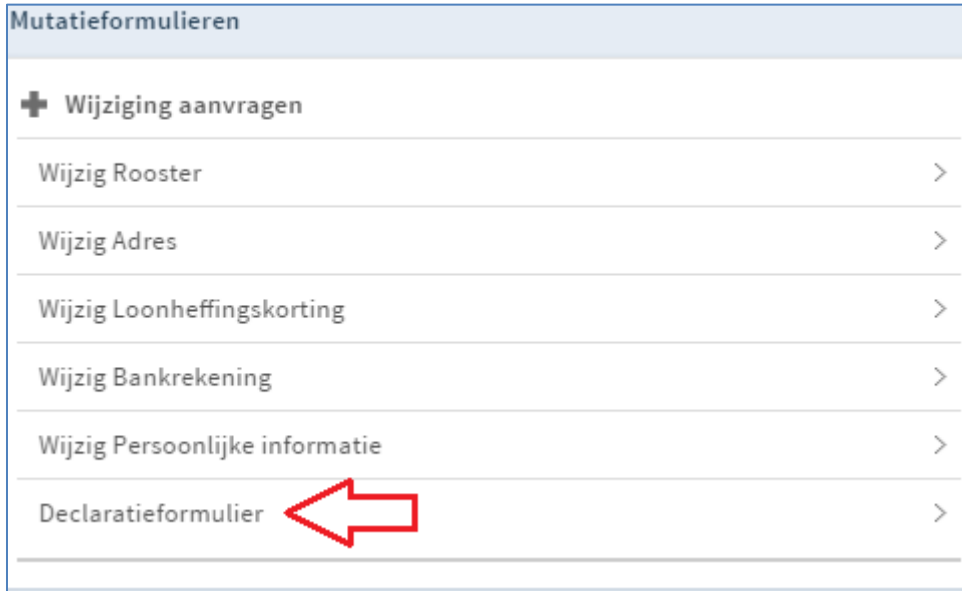 Mutatieformulieren
Wijziging aanvragen
Wijzig Rooster
Wijzig Adres
Wijzig Loonheffingskorting
Wijzig Bankrekening
Wijzig Persoonlijke informatie
Declaratieformulier